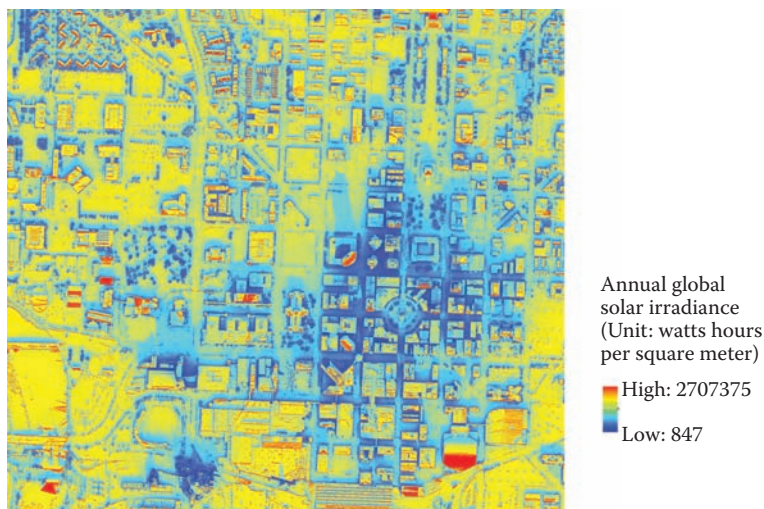 Annual global
solar irradiance
(Unit: watts hours
per square meter)
High: 2707375
Low: 847